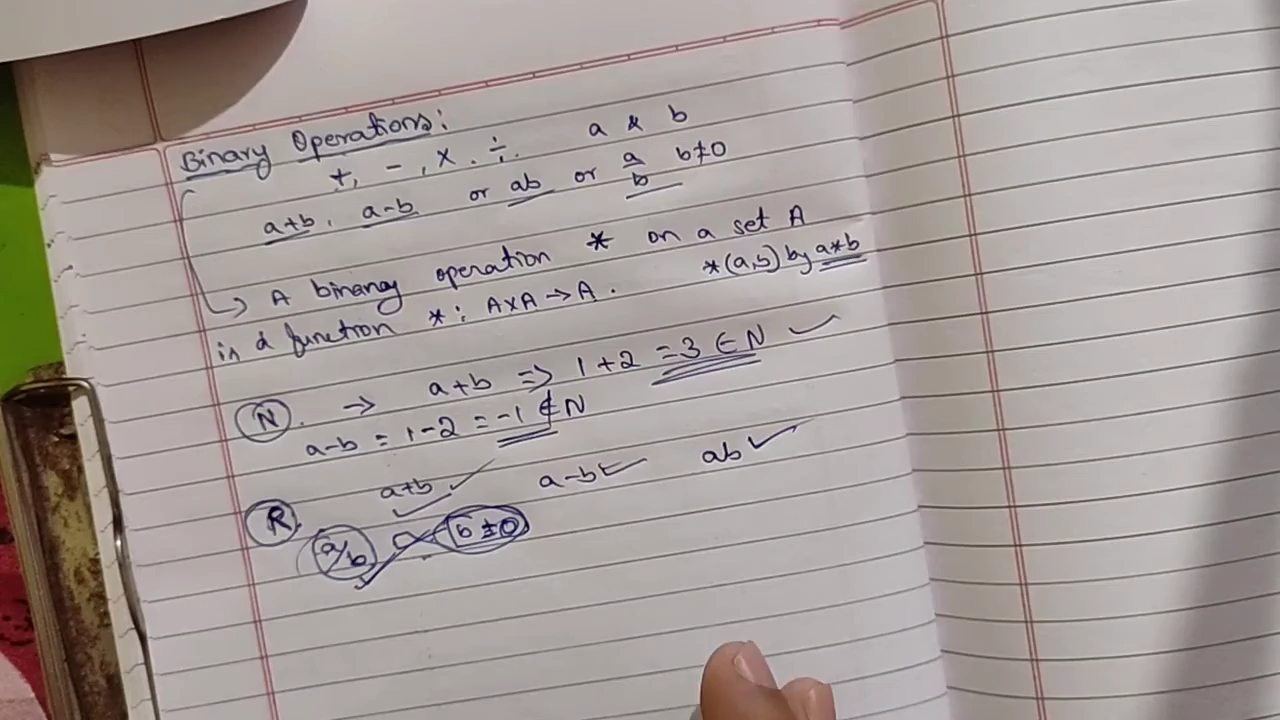 Binary Operations:
+, -, x, ÷. a & b
a+b, a-b or ab or a/b b≠0
→ A binary operation * on a set A
is a function *: A×A → A. *(a,b) by a*b
N. → a+b => 1+2 = 3 ∈ N ✓
a-b = 1-2 = -1 ∉ N
R. a+b ✓ a-b ✓ ab ✓
a/b b≠0